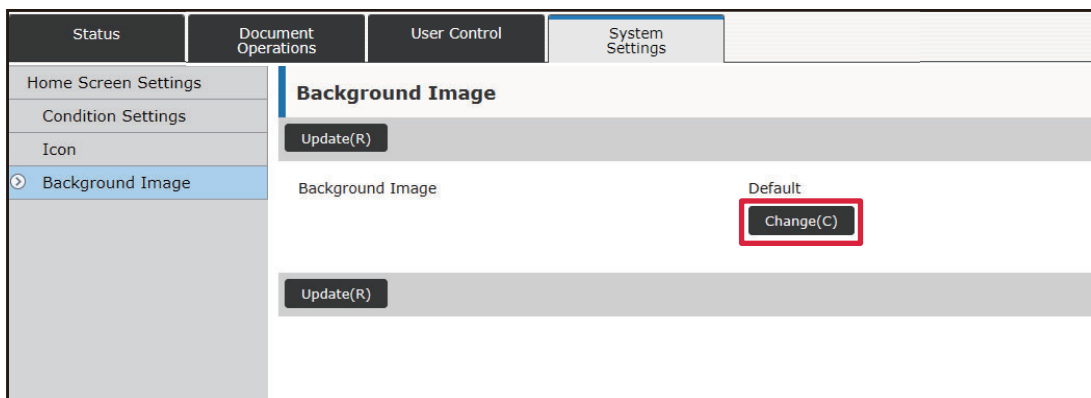 Status
Document
Operations
User Control
System
Settings
Home Screen Settings
Condition Settings
Icon
Background Image
Background Image
Update(R)
Background Image
Default
Change(C)
Update(R)